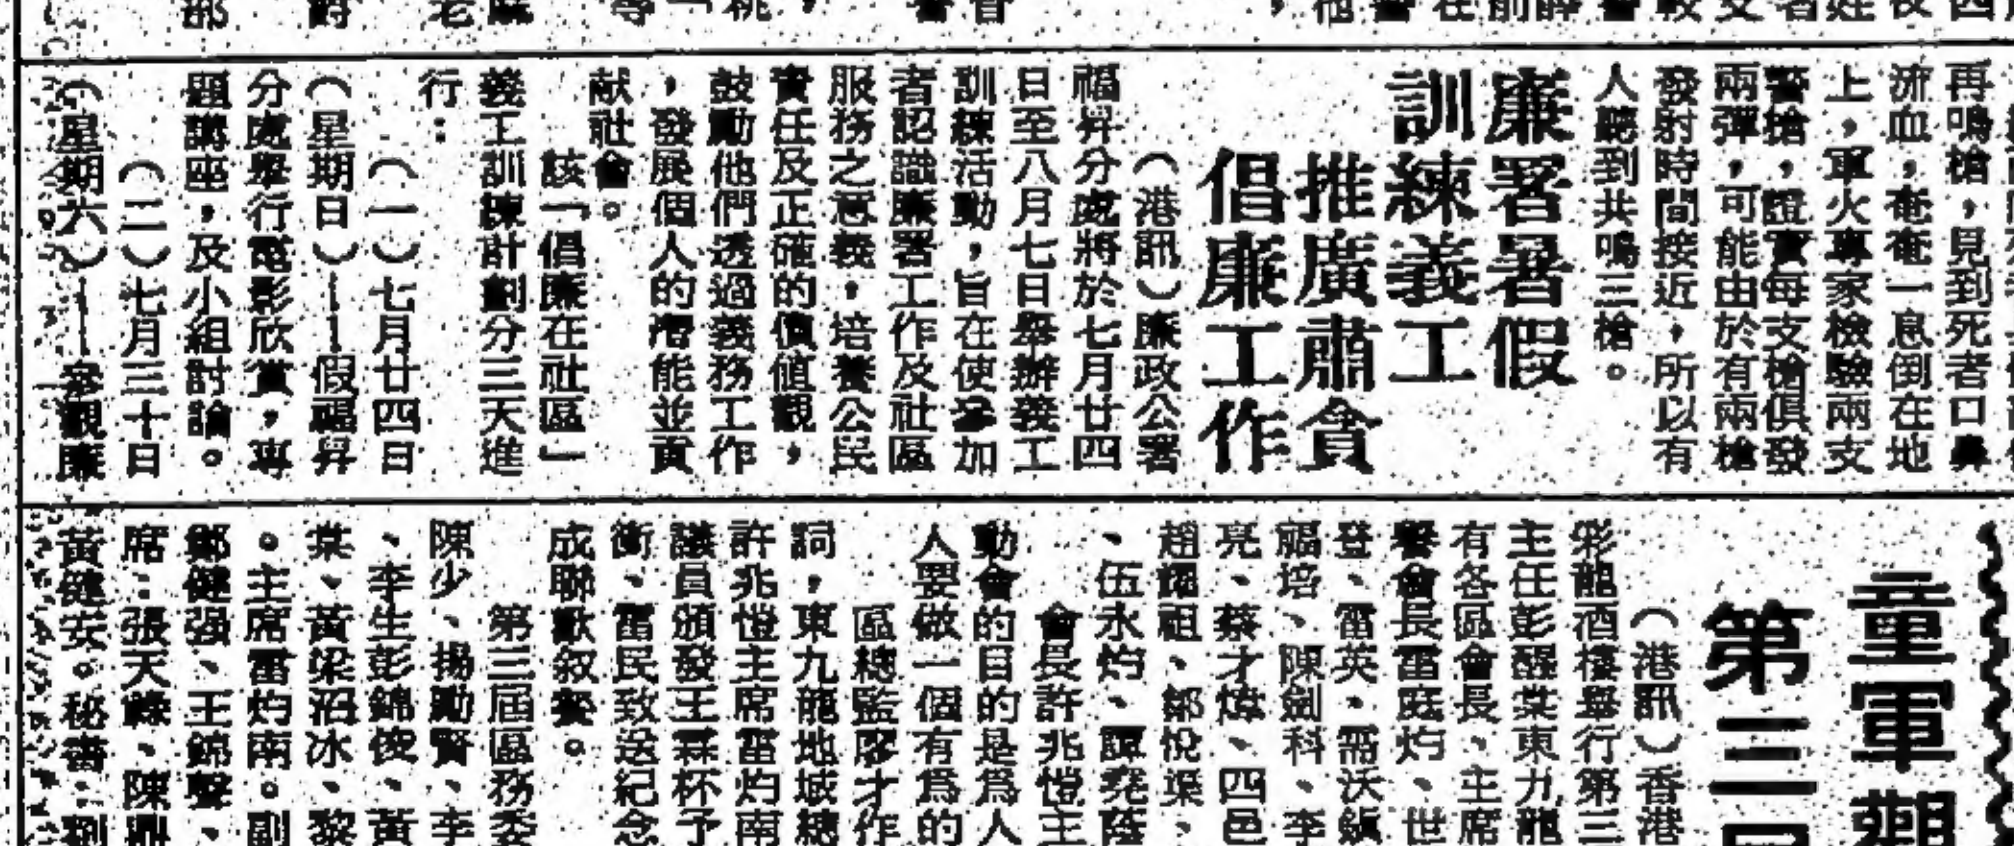 再鳴槍，見到死者口鼻
流血，奄奄一息倒在地
上，軍火專家檢驗兩支
警槍，證實每支槍俱發
兩彈，可能由於有兩槍
發射時間接近，所以有
人聽到共鳴三槍。
廉署暑假
訓練義工
推廣肅貪
倡廉工作
（港訊）廉政公署
福昇分處將於七月廿四
日至八月七日舉辦義工
訓練活動，旨在使參加
者認識廉署工作及社區
服務之意義，培養公民
責任及正確的價值觀，
鼓勵他們透過義務工作
，發展個人的潛能並貢
献社會。
該「倡廉在社區」
義工訓練計劃分三天進
行：
（一）七月廿四日
（星期日）——假福昇
分處舉行電影欣賞，專
題講座，及小組討論。
（二）七月三十日
（星期六）——參觀廉
童軍觀
第三
（港訊）香港
彩龍酒樓舉行第三
主任彭醒棠東九龍
有各區會長、主席
譽會長雷庭灼、世
登、雷英、需沃
福培、陳劍科、李
亮、蔡才煒、四邑
趙耀祖、鄒悅渠、
、伍永灼、譚堯蔭
會長許兆愷主
動會的目的是爲人
人要做一個有爲的
區總監廖才作
詞，東九龍地域總
許兆愷主席雷灼南
議員頒發王霖杯予
衡、雷民致送紀念
成聯歡敘餐。
第三屆區務委
陳少、揚勵賢、李
、李生彭錦俊、黃
棠、黃梁沼冰、黎
。主席雷灼南。副
鄭健强、王錦聲、
席：張天、陳鼎
黃健安。秘書：劉